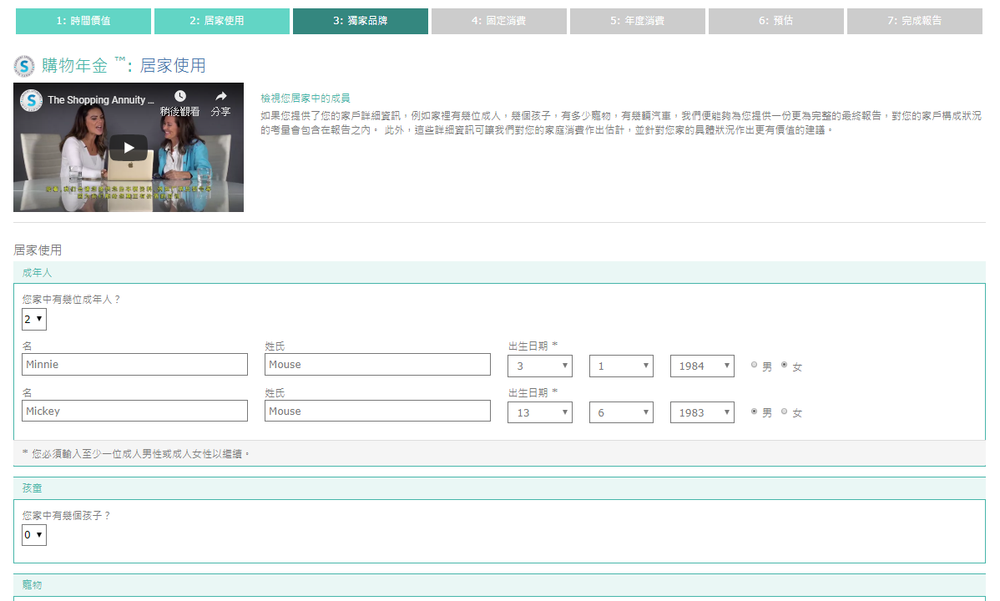 1: 時間價值
2: 居家使用
3: 獨家品牌
4: 固定消費
5: 年度消費
6: 預估
7: 完成報告
S 購物年金 ™: 居家使用
S The Shopping Annuity ...
稍後觀看 分享
檢視您居家中的成員
如果您提供了您的家戶詳細資訊，例如家裡有幾位成人，幾個孩子，有多少寵物，有幾輛汽車，我們便能夠為您提供一份更為完整的最終報告，對您的家戶構成狀況
的考量會包含在報告之內。 此外，這些詳細資訊可讓我們對您的家庭消費作出估計，並針對您家的具體狀況作出更有價值的建議。
居家使用
成年人
您家中有幾位成年人？
2
名 姓氏 出生日期 *
Minnie Mouse 3 1 1984 男 女
名 姓氏 出生日期 *
Mickey Mouse 13 6 1983 男 女
* 您必須輸入至少一位成人男性或成人女性以繼續。
孩童
您家中有幾個孩子？
0
寵物